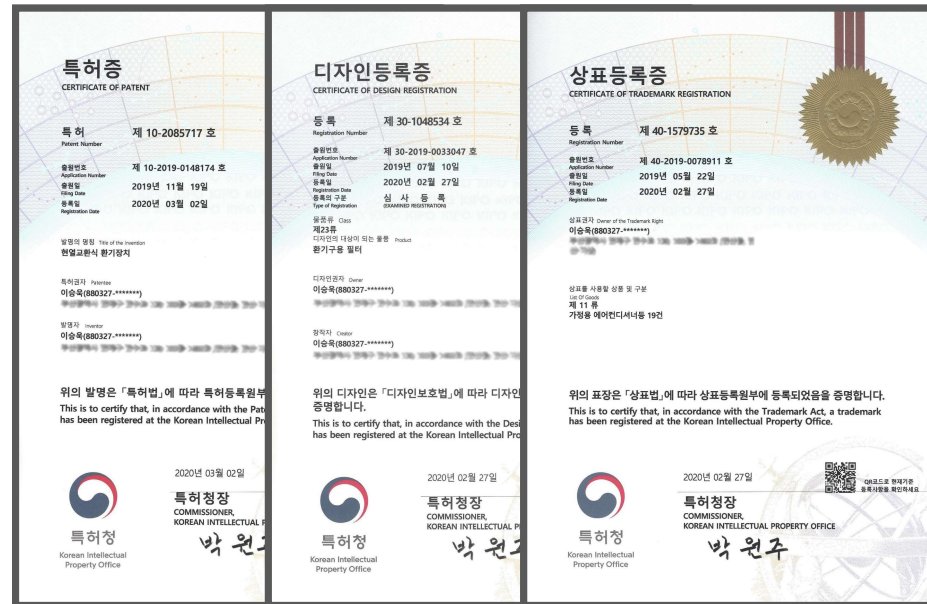 특허증
CERTIFICATE OF PATENT
특 허 제 10-2085717 호
Patent Number
출원번호 제 10-2019-0148174 호
Application Number
출원일 2019년 11월 19일
Filing Date
등록일 2020년 03월 02일
Registration Date
발명의 명칭 Title of the Invention
현열교환식 환기장치
특허권자 Patentee
이승욱(880327-*******)
발명자 Inventor
이승욱(880327-*******)
위의 발명은 「특허법」에 따라 특허등록원부
This is to certify that, in accordance with the Pate
has been registered at the Korean Intellectual Pr
2020년 03월 02일
특허청장
COMMISSIONER,
KOREAN INTELLECTUAL P
박원주
특허청
Korean Intellectual
Property Office
디자인등록증
CERTIFICATE OF DESIGN REGISTRATION
등 록 제 30-1048534 호
Registration Number
출원번호 제 30-2019-0033047 호
Application Number
출원일 2019년 07월 10일
Filing Date
등록일 2020년 02월 27일
Registration Date
등록의 구분 심 사 등 록
Type of Registration (EXAMINED REGISTRATION)
물품류 Class
제23류
디자인의 대상이 되는 물품 Product
환기구용 필터
디자인권자 Owner
이승욱(880327-*******)
창작자 Creator
이승욱(880327-*******)
위의 디자인은 「디자인보호법」에 따라 디자인
증명합니다.
This is to certify that, in accordance with the Desi
has been registered at the Korean Intellectual Pro
2020년 02월 27일
특허청장
COMMISSIONER,
KOREAN INTELLECTUAL P
박원주
특허청
Korean Intellectual
Property Office
상표등록증
CERTIFICATE OF TRADEMARK REGISTRATION
등 록 제 40-1579735 호
Registration Number
출원번호 제 40-2019-0078911 호
Application Number
출원일 2019년 05월 22일
Filing Date
등록일 2020년 02월 27일
Registration Date
상표권자 Owner of the Trademark Right
이승욱(880327-*******)
상표를 사용할 상품 및 구분
List Of Goods
제 11 류
가정용 에어컨디셔너등 19건
위의 표장은 「상표법」에 따라 상표등록원부에 등록되었음을 증명합니다.
This is to certify that, in accordance with the Trademark Act, a trademark
has been registered at the Korean Intellectual Property Office.
2020년 02월 27일
QR코드로 현재기준
등록사항을 확인하세요
특허청장
COMMISSIONER,
KOREAN INTELLECTUAL PROPERTY OFFICE
박원주
특허청
Korean Intellectual
Property Office